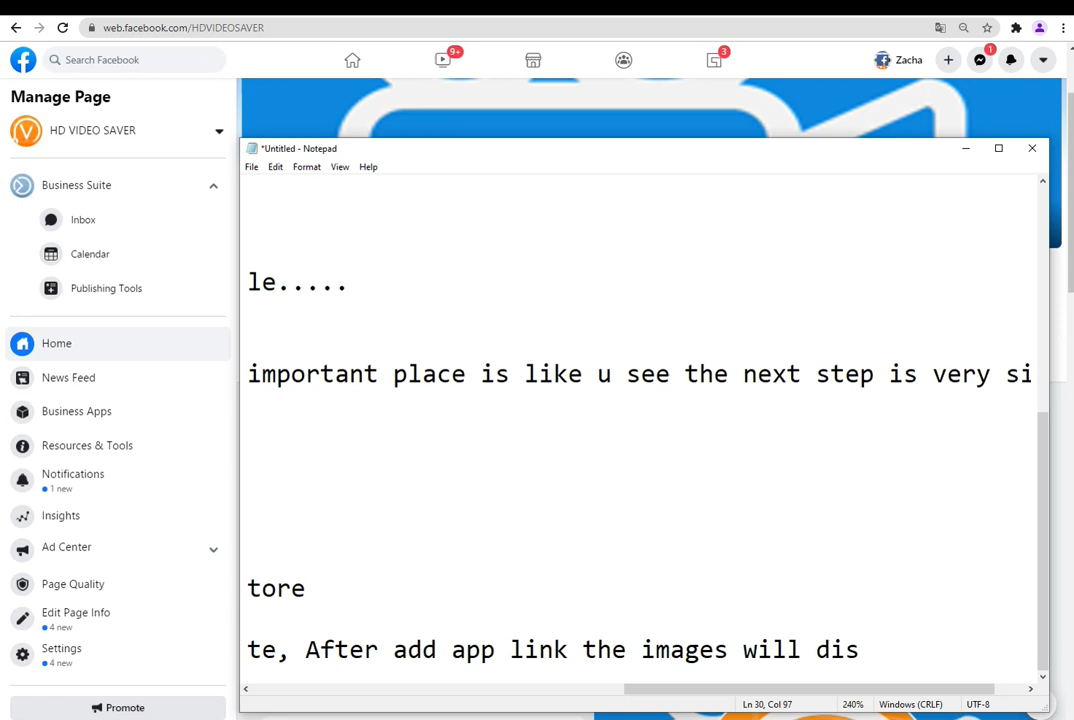 web.facebook.com/HDVIDEOSAVER
Search Facebook
9+
3
Zacha
1
Manage Page
HD VIDEO SAVER
Business Suite
Inbox
Calendar
Publishing Tools
Home
News Feed
Business Apps
Resources & Tools
Notifications
1 new
Insights
Ad Center
Page Quality
Edit Page Info
4 new
Settings
4 new
Promote
*Untitled - Notepad
File Edit Format View Help
le.....
important place is like u see the next step is very si
tore
te, After add app link the images will dis
Ln 30, Col 97 240% Windows (CRLF) UTF-8